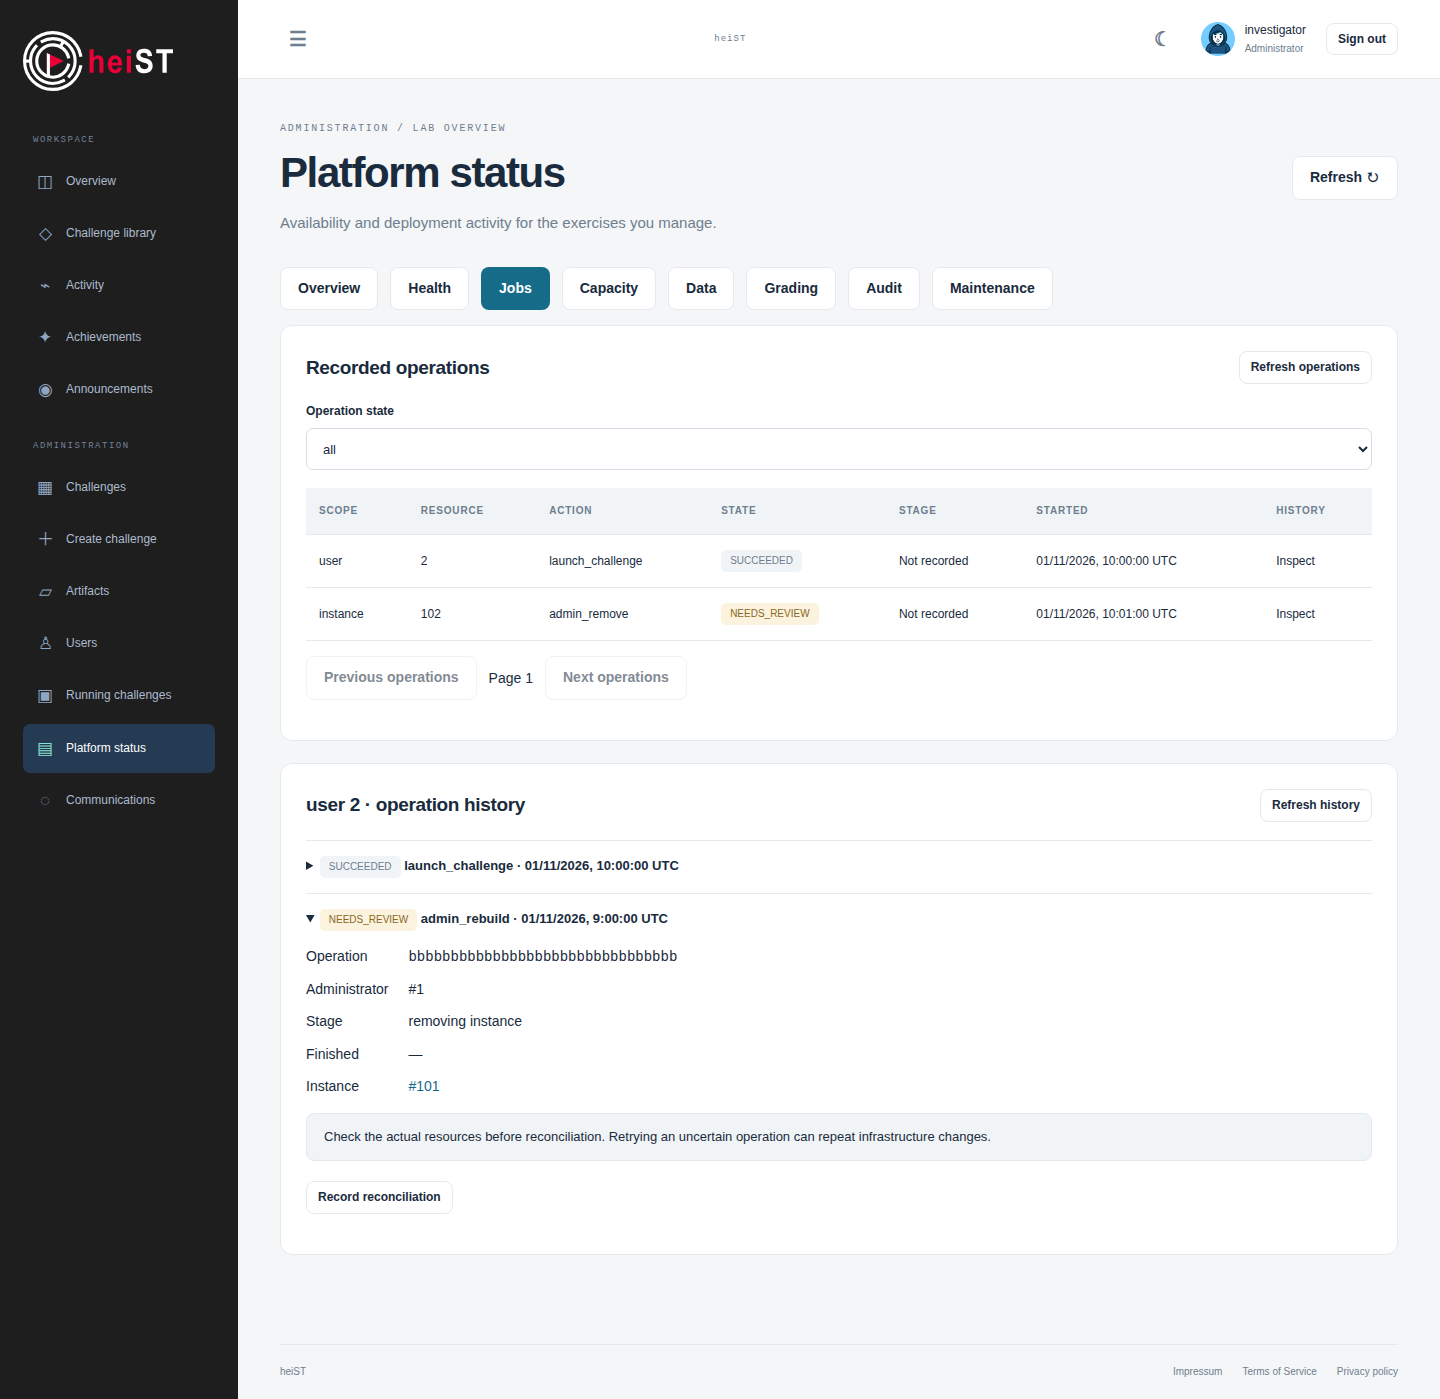 heiST
WORKSPACE
Overview
Challenge library
Activity
Achievements
Announcements
ADMINISTRATION
Challenges
Create challenge
Artifacts
Users
Running challenges
Platform status
Communications
heiST
investigator
Administrator
Sign out
ADMINISTRATION / LAB OVERVIEW
Platform status
Refresh ↻
Availability and deployment activity for the exercises you manage.
Overview Health Jobs Capacity Data Grading Audit Maintenance
Recorded operations
Refresh operations
Operation state
all
SCOPE RESOURCE ACTION STATE STAGE STARTED HISTORY
user 2 launch_challenge SUCCEEDED Not recorded 01/11/2026, 10:00:00 UTC Inspect
instance 102 admin_remove NEEDS_REVIEW Not recorded 01/11/2026, 10:01:00 UTC Inspect
Previous operations Page 1 Next operations
user 2 · operation history
Refresh history
SUCCEEDED launch_challenge · 01/11/2026, 10:00:00 UTC
NEEDS_REVIEW admin_rebuild · 01/11/2026, 9:00:00 UTC
Operation bbbbbbbbbbbbbbbbbbbbbbbbbbbbbbbb
Administrator #1
Stage removing instance
Finished —
Instance #101
Check the actual resources before reconciliation. Retrying an uncertain operation can repeat infrastructure changes.
Record reconciliation
heiST
Impressum Terms of Service Privacy policy